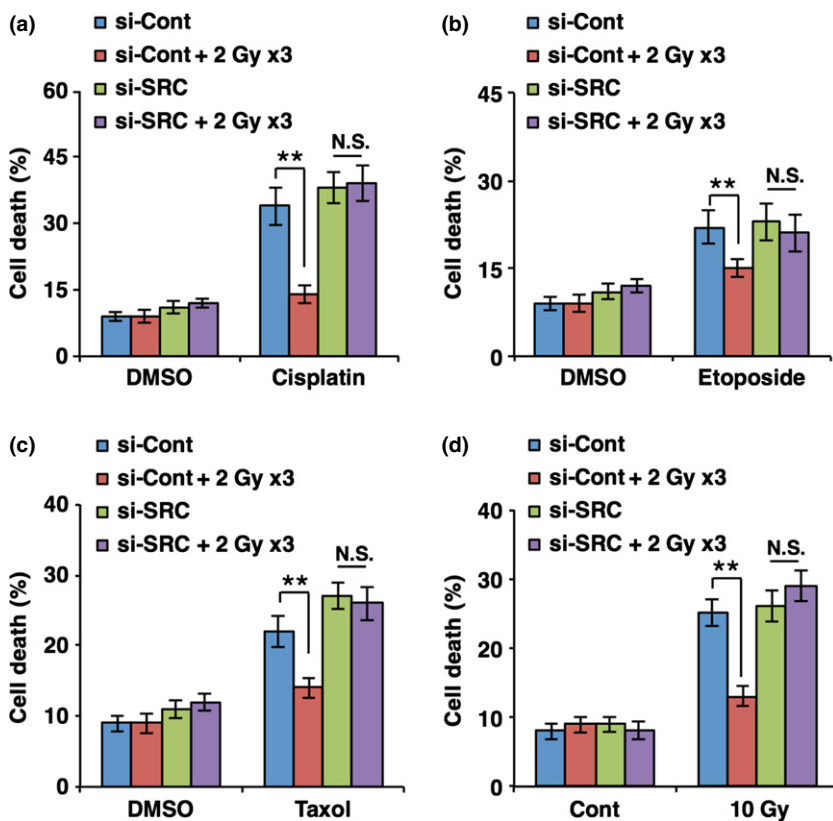 (a)
si-Cont
si-Cont + 2 Gy x3
si-SRC
si-SRC + 2 Gy x3
Cell death (%)
60
45
30
15
0
**
N.S.
DMSO Cisplatin
(b)
si-Cont
si-Cont + 2 Gy x3
si-SRC
si-SRC + 2 Gy x3
Cell death (%)
45
30
15
0
**
N.S.
DMSO Etoposide
(c)
si-Cont
si-Cont + 2 Gy x3
si-SRC
si-SRC + 2 Gy x3
Cell death (%)
40
30
20
10
0
**
N.S.
DMSO Taxol
(d)
si-Cont
si-Cont + 2 Gy x3
si-SRC
si-SRC + 2 Gy x3
Cell death (%)
40
30
20
10
0
**
N.S.
Cont 10 Gy